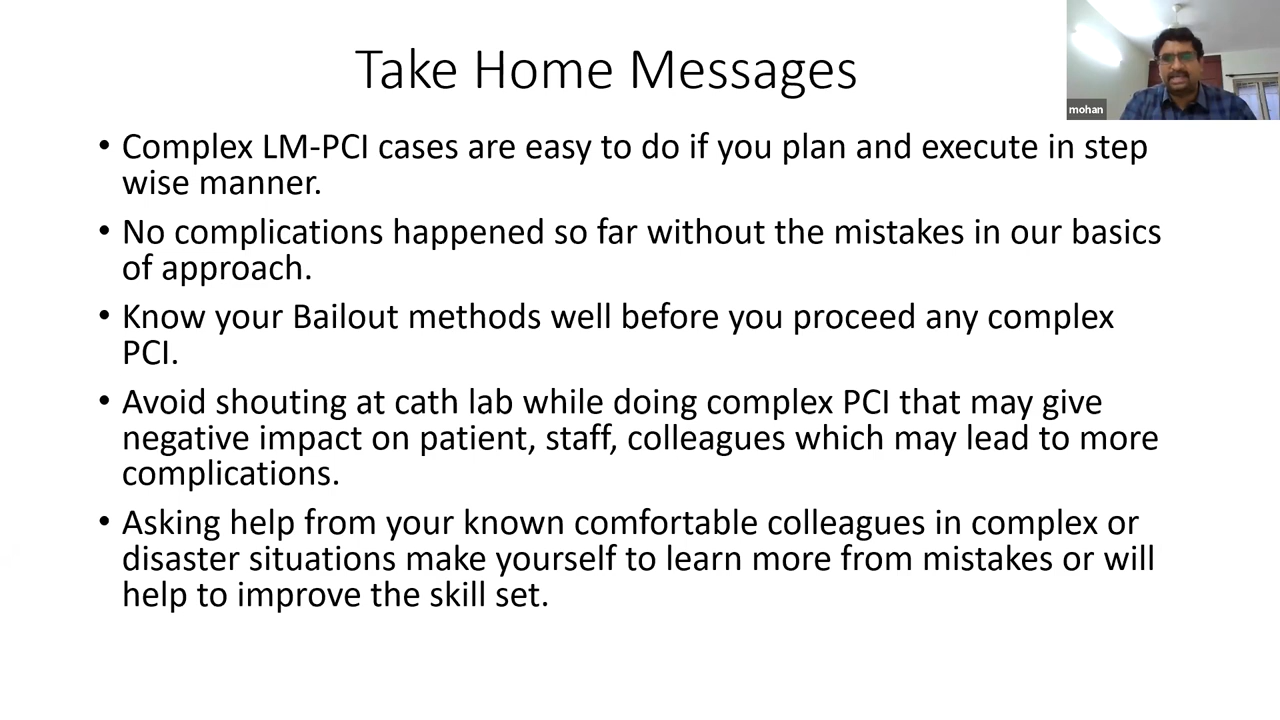 Take Home Messages
mohan
• Complex LM-PCI cases are easy to do if you plan and execute in step
wise manner.
• No complications happened so far without the mistakes in our basics
of approach.
• Know your Bailout methods well before you proceed any complex
PCI.
• Avoid shouting at cath lab while doing complex PCI that may give
negative impact on patient, staff, colleagues which may lead to more
complications.
• Asking help from your known comfortable colleagues in complex or
disaster situations make yourself to learn more from mistakes or will
help to improve the skill set.